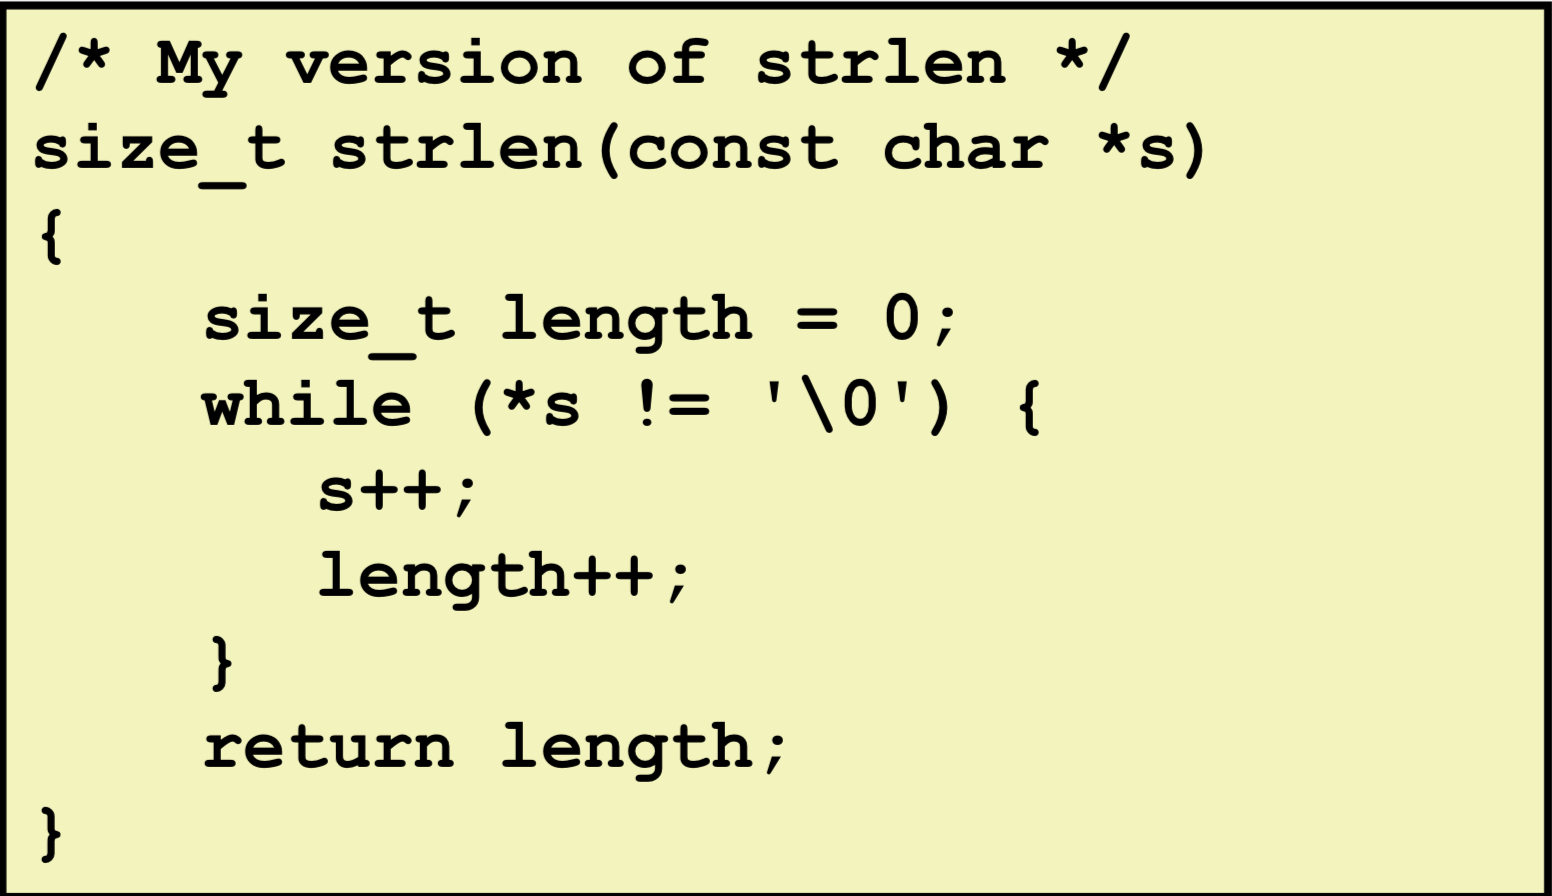 /* My version of strlen */
size_t strlen(const char *s)
{
    size_t length = 0;
    while (*s != '\0') {
       s++;
       length++;
    }
    return length;
}